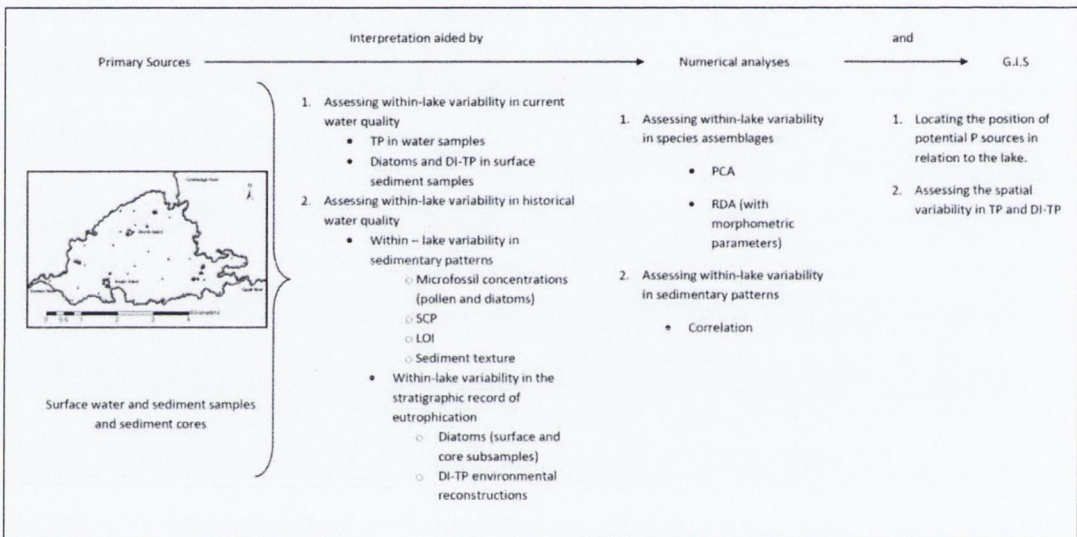 Interpretation aided by
and
Primary Sources
Numerical analyses
G.I.S
1. Assessing within-lake variability in current
water quality
• TP in water samples
• Diatoms and DI-TP in surface
sediment samples
2. Assessing within-lake variability in historical
water quality
• Within – lake variability in
sedimentary patterns
○ Microfossil concentrations
(pollen and diatoms)
○ SCP
○ LOI
○ Sediment texture
• Within-lake variability in the
stratigraphic record of
eutrophication
○ Diatoms (surface and
core subsamples)
○ DI-TP environmental
reconstructions
1. Assessing within-lake variability
in species assemblages
• PCA
• RDA (with
morphometric
parameters)
2. Assessing within-lake variability
in sedimentary patterns
• Correlation
1. Locating the position of
potential P sources in
relation to the lake.
2. Assessing the spatial
variability in TP and DI-TP
Surface water and sediment samples
and sediment cores